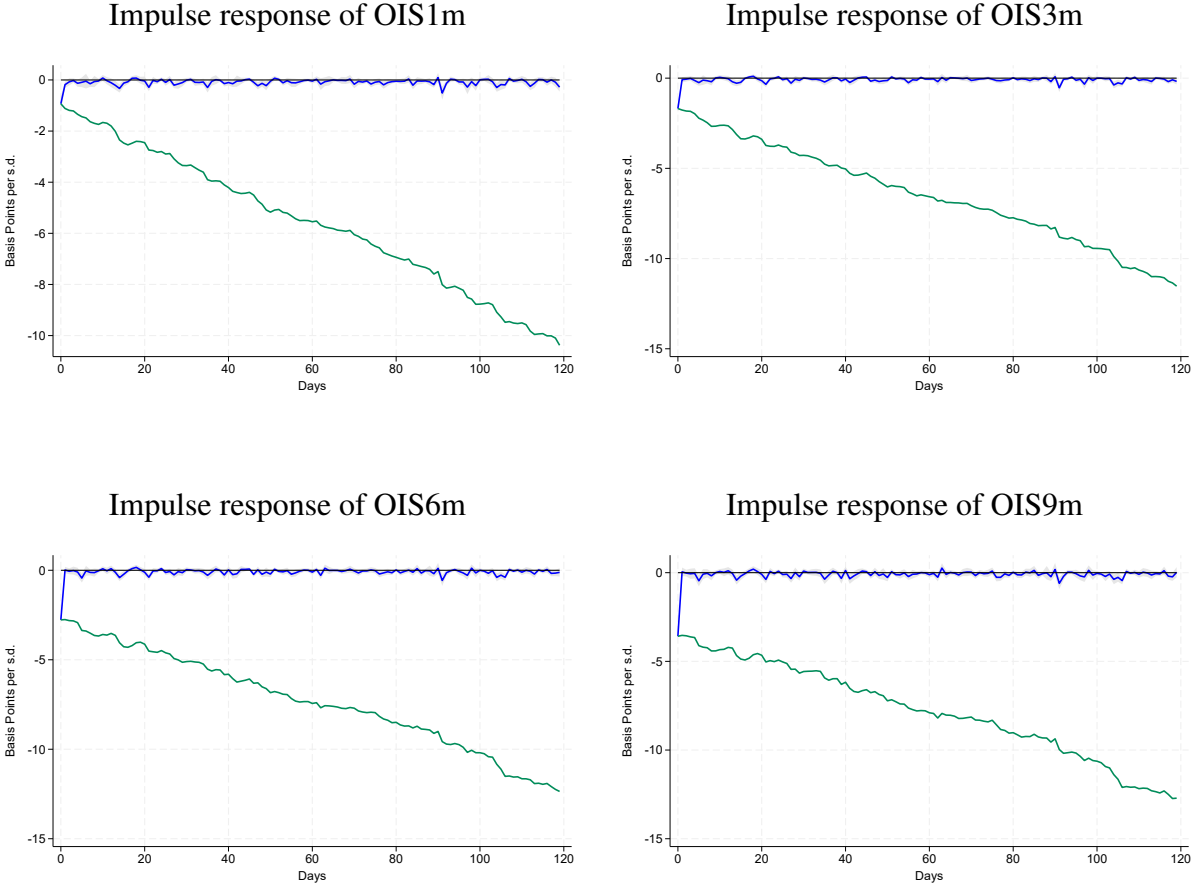 Impulse response of OIS1m
Impulse response of OIS3m
Basis Points per s.d.
0
-2
-4
-6
-8
-10
0 20 40 60 80 100 120
Days
Basis Points per s.d.
0
-5
-10
-15
0 20 40 60 80 100 120
Days
Impulse response of OIS6m
Impulse response of OIS9m
Basis Points per s.d.
0
-5
-10
-15
0 20 40 60 80 100 120
Days
Basis Points per s.d.
0
-5
-10
-15
0 20 40 60 80 100 120
Days